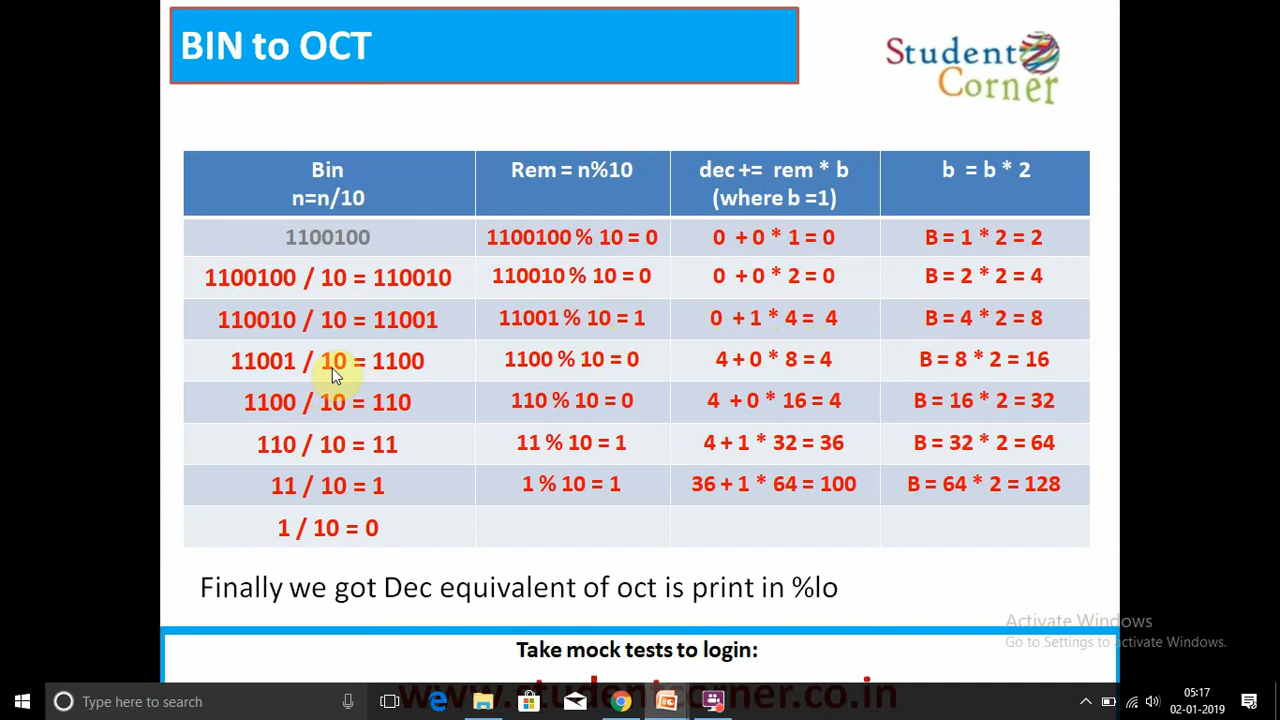 BIN to OCT
Student
Corner
Bin
n=n/10
Rem = n%10
dec += rem * b
(where b =1)
b = b * 2
1100100
1100100 % 10 = 0
0 + 0 * 1 = 0
B = 1 * 2 = 2
1100100 / 10 = 110010
110010 % 10 = 0
0 + 0 * 2 = 0
B = 2 * 2 = 4
110010 / 10 = 11001
11001 % 10 = 1
0 + 1 * 4 = 4
B = 4 * 2 = 8
11001 / 10 = 1100
1100 % 10 = 0
4 + 0 * 8 = 4
B = 8 * 2 = 16
1100 / 10 = 110
110 % 10 = 0
4 + 0 * 16 = 4
B = 16 * 2 = 32
110 / 10 = 11
11 % 10 = 1
4 + 1 * 32 = 36
B = 32 * 2 = 64
11 / 10 = 1
1 % 10 = 1
36 + 1 * 64 = 100
B = 64 * 2 = 128
1 / 10 = 0
Finally we got Dec equivalent of oct is print in %lo
Activate Windows
Go to Settings to activate Windows.
Take mock tests to login:
www.studentcorner.co.in
Type here to search
05:17
02-01-2019